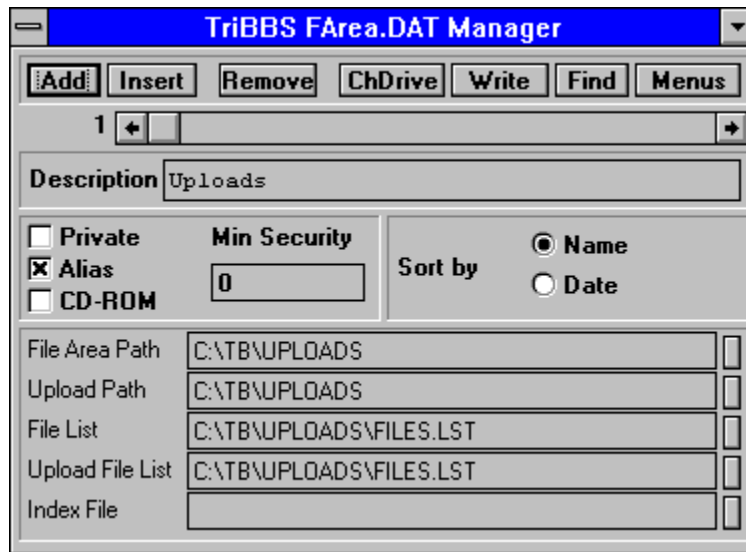 TriBBS FArea.DAT Manager
Add Insert Remove ChDrive Write Find Menus
1
Description Uploads
Private
Alias
CD-ROM
Min Security
0
Sort by
Name
Date
File Area Path C:\TB\UPLOADS
Upload Path C:\TB\UPLOADS
File List C:\TB\UPLOADS\FILES.LST
Upload File List C:\TB\UPLOADS\FILES.LST
Index File